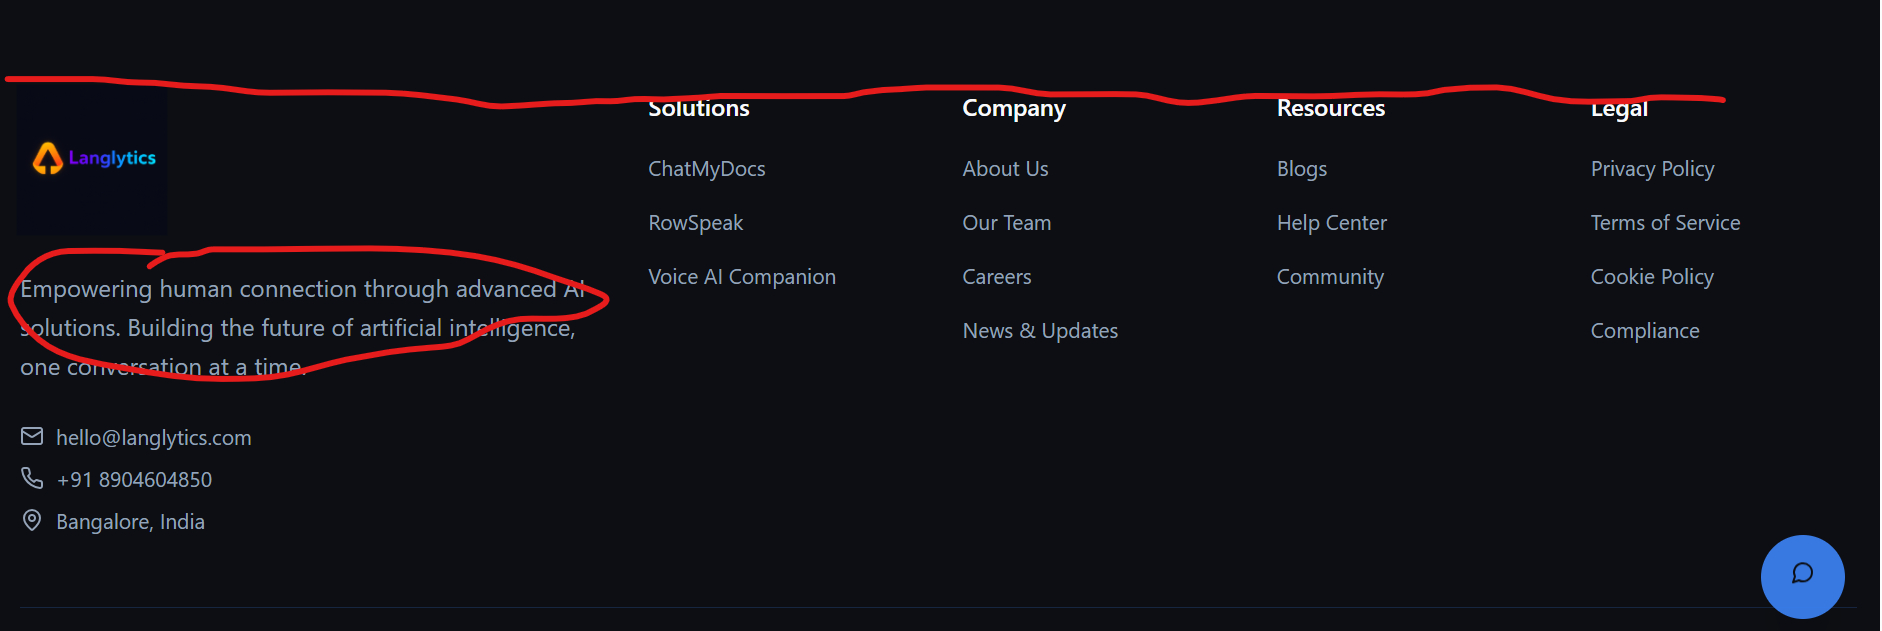 Langlytics
Empowering human connection through advanced AI
solutions. Building the future of artificial intelligence,
one conversation at a time.
hello@langlytics.com
+91 8904604850
Bangalore, India
Solutions
ChatMyDocs
RowSpeak
Voice AI Companion
Company
About Us
Our Team
Careers
News & Updates
Resources
Blogs
Help Center
Community
Legal
Privacy Policy
Terms of Service
Cookie Policy
Compliance